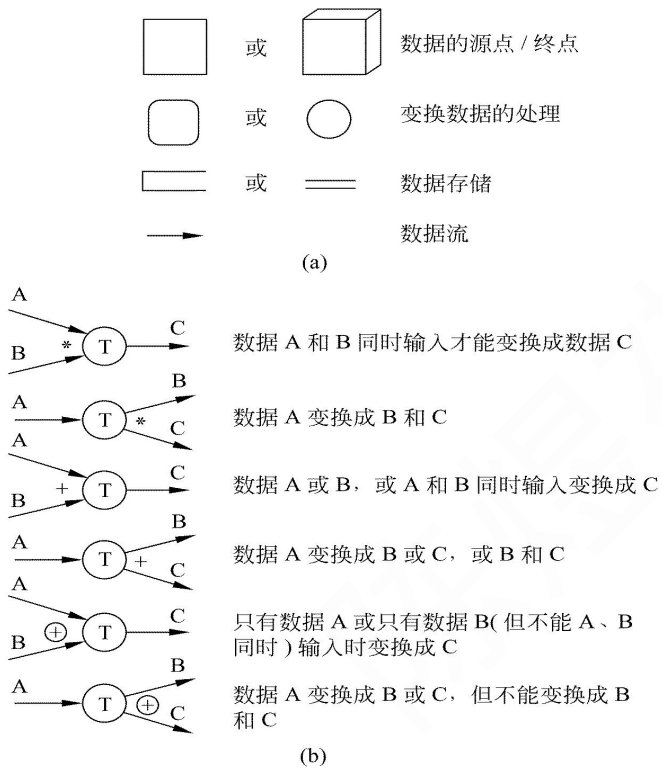 或 数据的源点 / 终点
或 变换数据的处理
或 数据存储
数据流
(a)
A
B
*
T
C
数据 A 和 B 同时输入才能变换成数据 C
A
T
*
B
C
数据 A 变换成 B 和 C
A
B
+
T
C
数据 A 或 B，或 A 和 B 同时输入变换成 C
A
T
+
B
C
数据 A 变换成 B 或 C，或 B 和 C
A
B
⊕
T
C
只有数据 A 或只有数据 B( 但不能 A 、B
同时 ) 输入时变换成 C
A
T
⊕
B
C
数据 A 变换成 B 或 C，但不能变换成 B
和 C
(b)